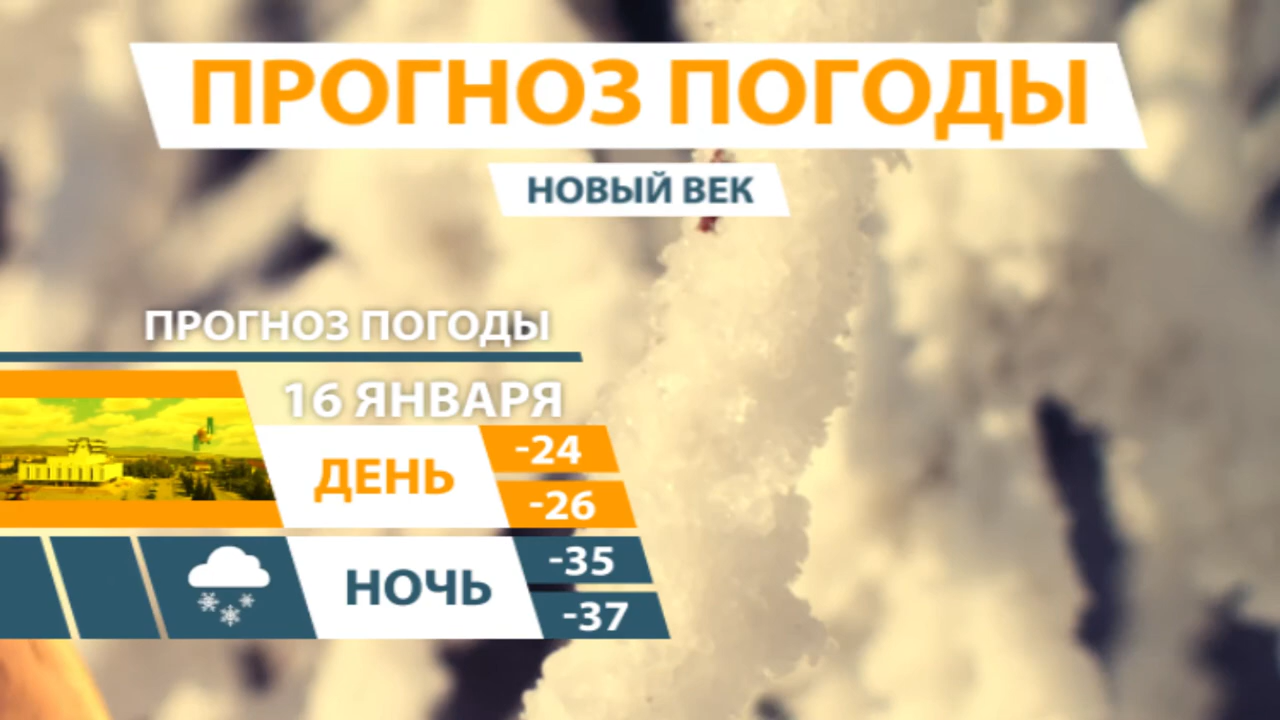 ПРОГНОЗ ПОГОДЫ
НОВЫЙ ВЕК
ПРОГНОЗ ПОГОДЫ
16 ЯНВАРЯ
ДЕНЬ
-24
-26
НОЧЬ
-35
-37